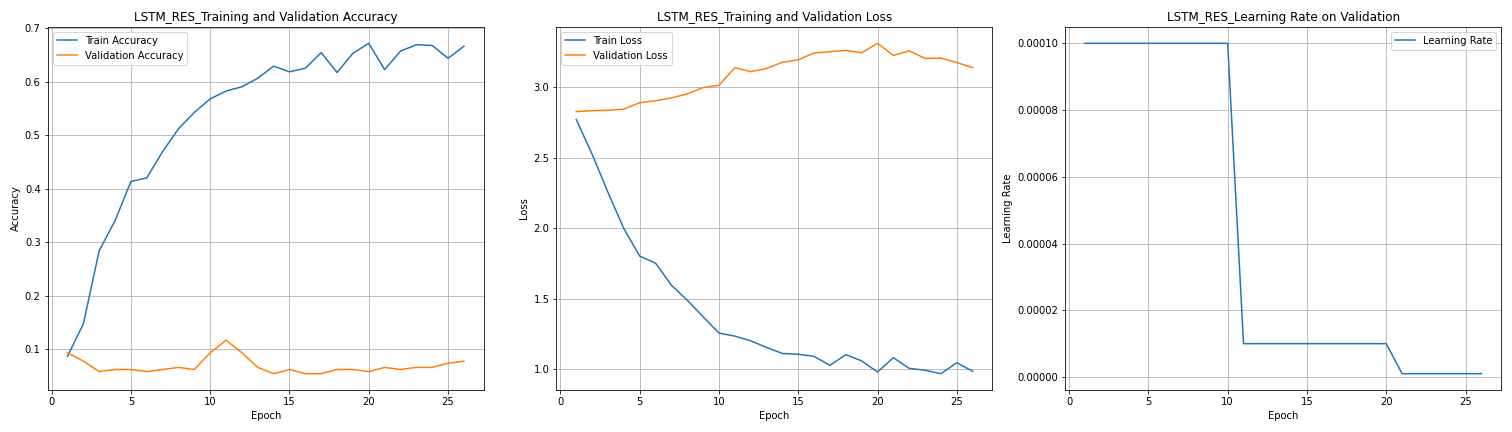 LSTM_RES_Training and Validation Accuracy
Train Accuracy
Validation Accuracy
0.7
0.6
0.5
0.4
0.3
0.2
0.1
Accuracy
0 5 10 15 20 25
Epoch
LSTM_RES_Training and Validation Loss
Train Loss
Validation Loss
3.0
2.5
2.0
1.5
1.0
Loss
0 5 10 15 20 25
Epoch
LSTM_RES_Learning Rate on Validation
Learning Rate
0.00010
0.00008
0.00006
0.00004
0.00002
0.00000
Learning Rate
0 5 10 15 20 25
Epoch